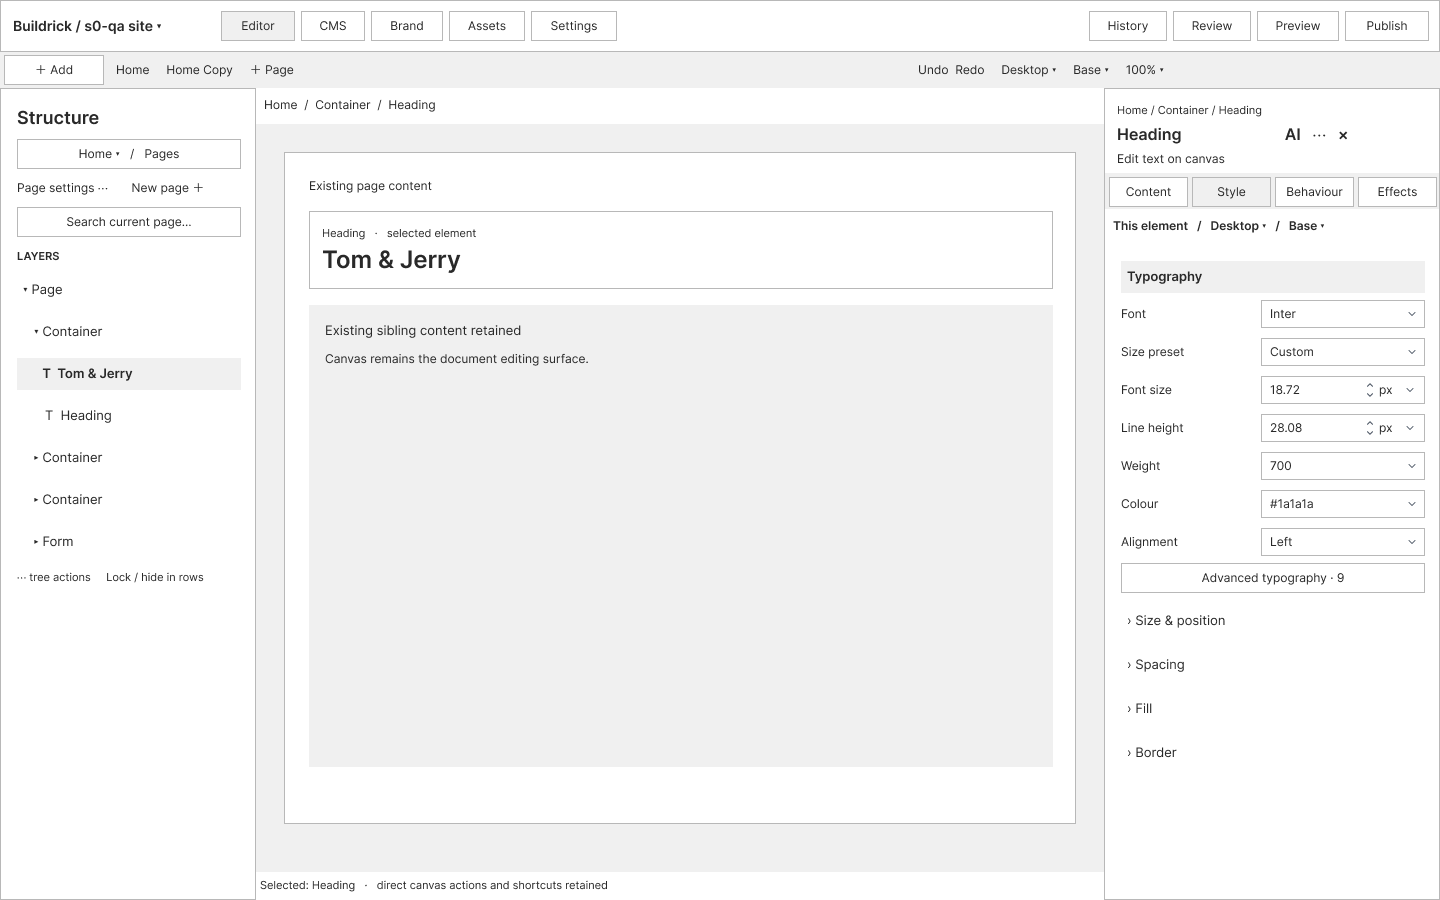 Buildrick / s0-qa site ▾
Editor
CMS
Brand
Assets
Settings
History
Review
Preview
Publish
+ Add
Home
Home Copy
+ Page
Undo Redo
Desktop ▾
Base ▾
100% ▾
Structure
Home ▾ / Pages
Page settings ···
New page +
Search current page...
LAYERS
▾ Page
▾ Container
T Tom & Jerry
T Heading
▸ Container
▸ Container
▸ Form
··· tree actions
Lock / hide in rows
Home / Container / Heading
Existing page content
Heading · selected element
Tom & Jerry
Existing sibling content retained
Canvas remains the document editing surface.
Selected: Heading · direct canvas actions and shortcuts retained
Home / Container / Heading
Heading
AI ··· ×
Edit text on canvas
Content
Style
Behaviour
Effects
This element / Desktop ▾ / Base ▾
Typography
Font
Inter
Size preset
Custom
Font size
18.72 px
Line height
28.08 px
Weight
700
Colour
#1a1a1a
Alignment
Left
Advanced typography · 9
› Size & position
› Spacing
› Fill
› Border